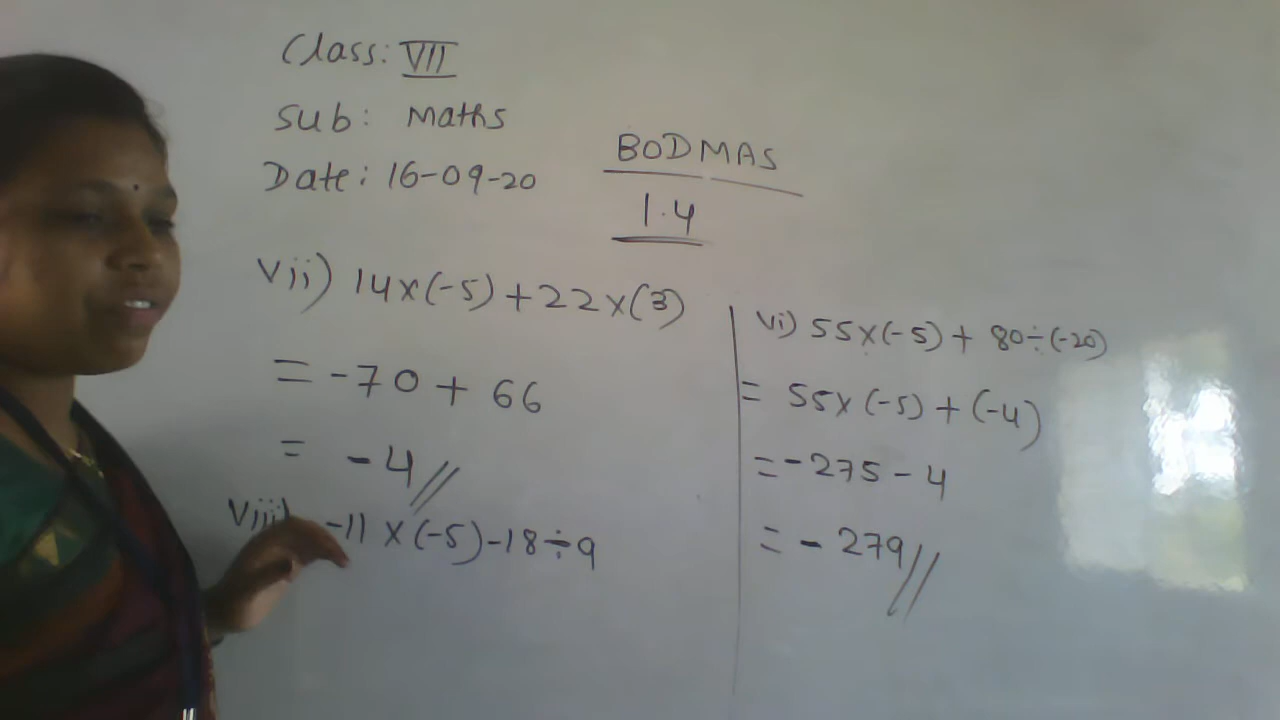 Class: VII
Sub: Maths
Date: 16-09-20
BODMAS
1.4
vii) 14×(-5)+22×(3)
= -70 + 66
= -4//
viii) -11 × (-5)-18÷9
vi) 55×(-5)+ 80÷(-20)
= 55×(-5)+(-4)
=-275-4
= -279//